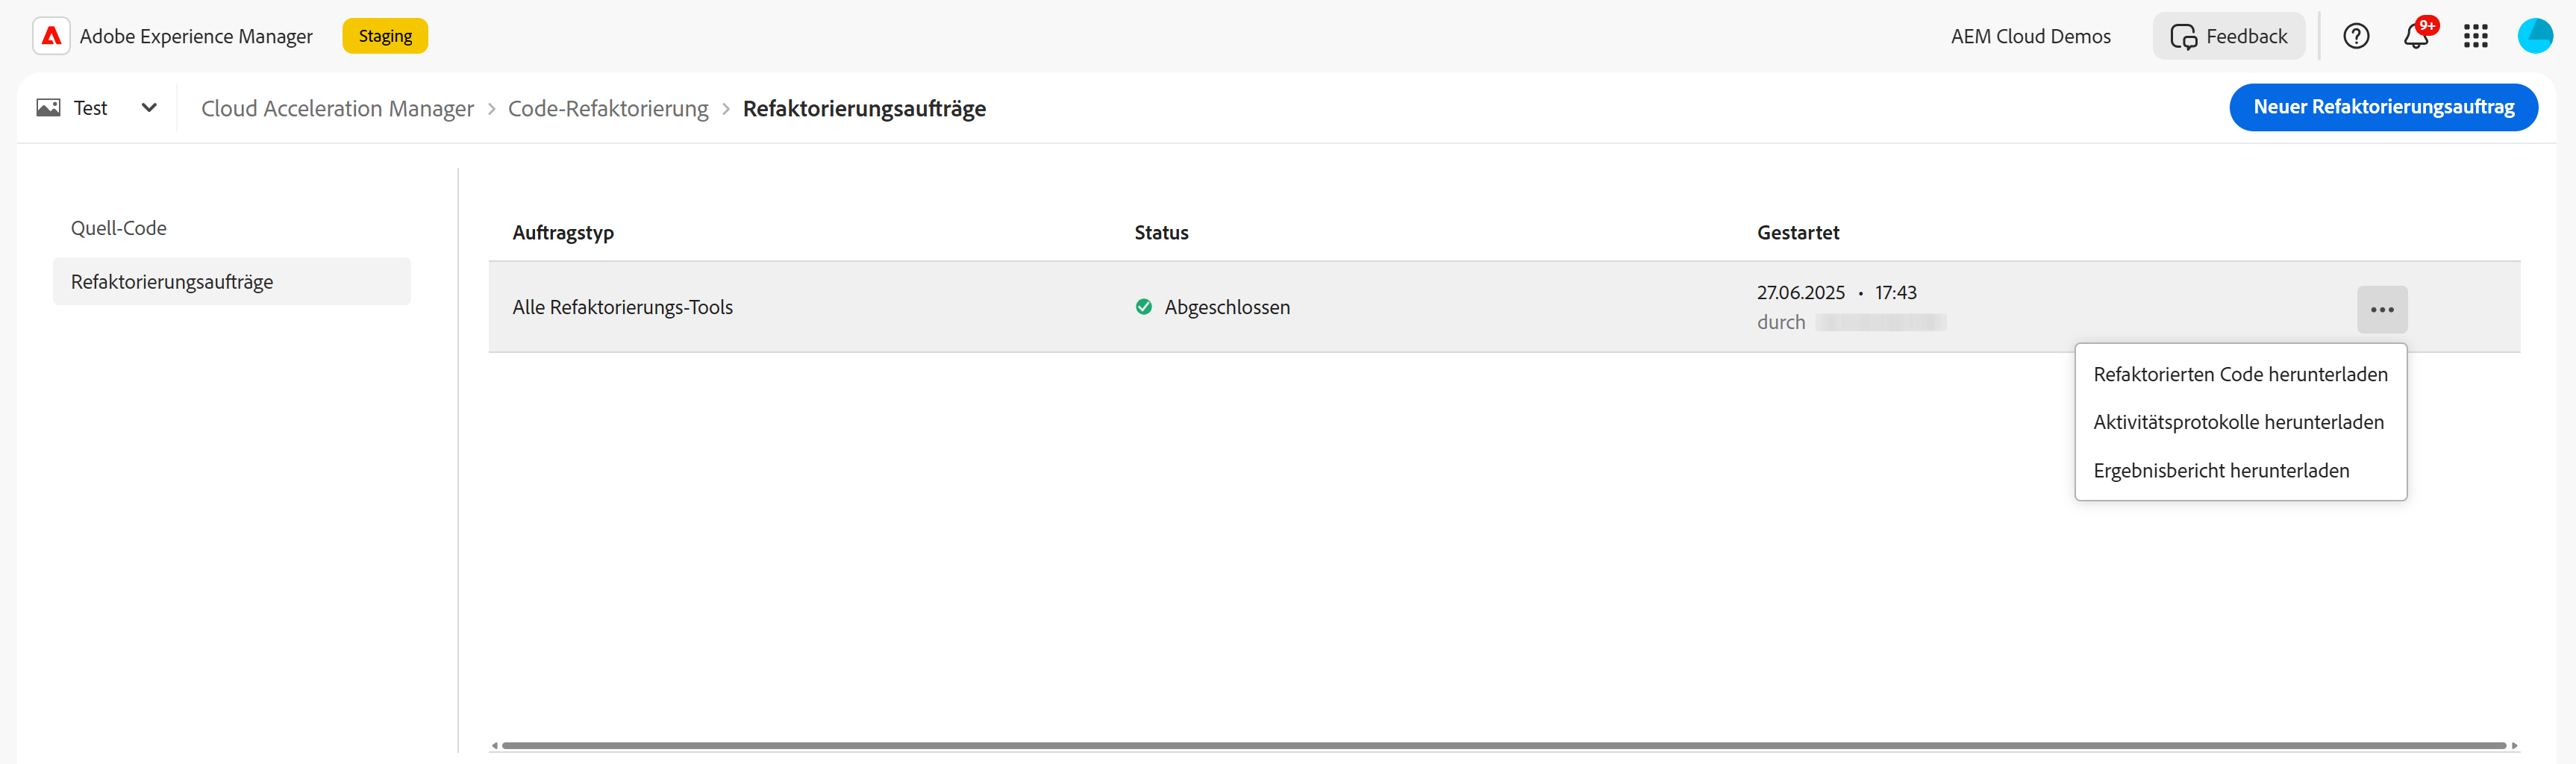 Adobe Experience Manager
Staging
AEM Cloud Demos
Feedback
9+
Test
Cloud Acceleration Manager > Code-Refaktorierung > Refaktorierungsaufträge
Neuer Refaktorierungsauftrag
Quell-Code
Refaktorierungsaufträge
Auftragstyp
Status
Gestartet
Alle Refaktorierungs-Tools
Abgeschlossen
27.06.2025 • 17:43
durch
Refaktorierten Code herunterladen
Aktivitätsprotokolle herunterladen
Ergebnisbericht herunterladen